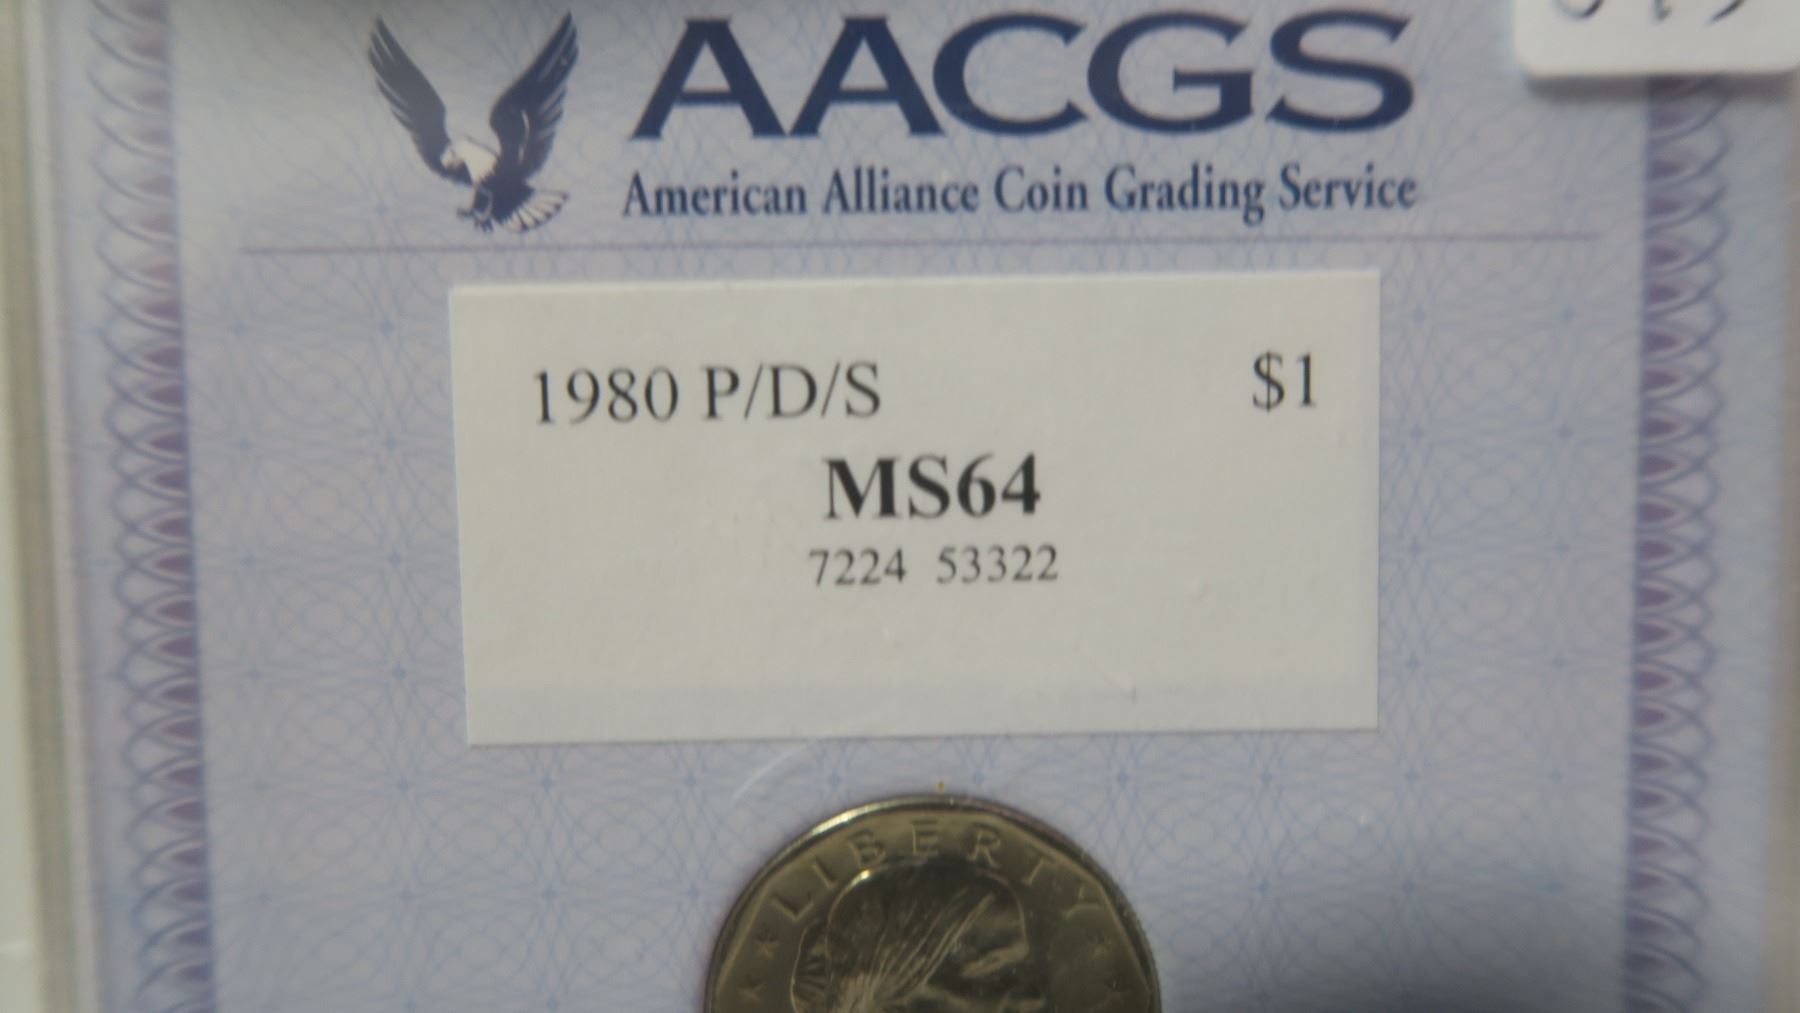 AACGS
American Alliance Coin Grading Service
1980 P/D/S $1
MS64
7224 53322
LIBERTY